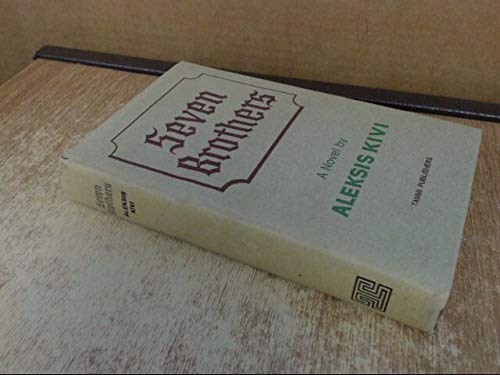 Seven
Brothers
A Novel by
ALEKSIS KIVI
TAMMI PUBLISHERS
Seven
Brothers
ALEKSIS
KIVI